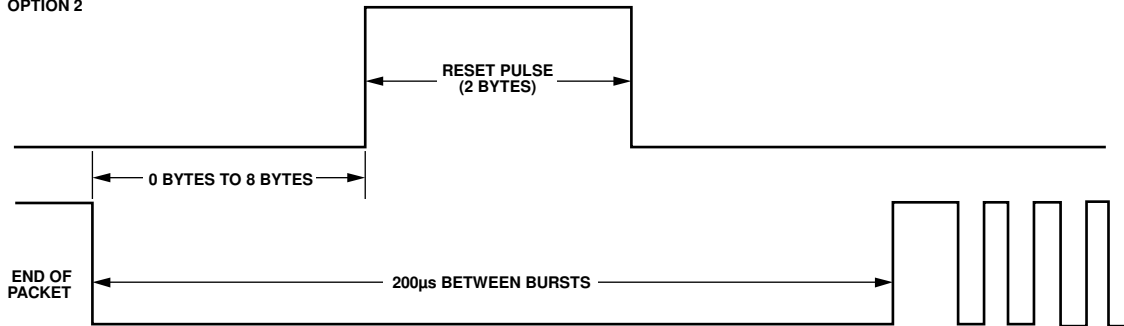 OPTION 2
RESET PULSE
(2 BYTES)
0 BYTES TO 8 BYTES
END OF
PACKET
200µs BETWEEN BURSTS